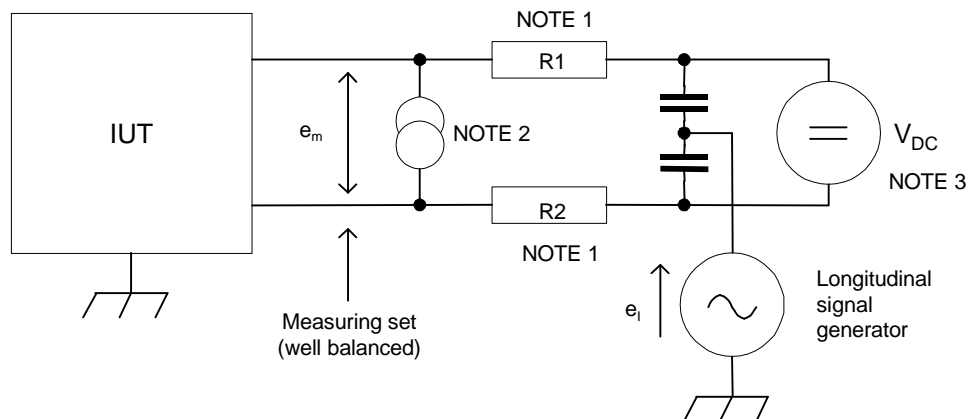 NOTE 1
R1
IUT
e_m
NOTE 2
V_DC
NOTE 3
R2
NOTE 1
Measuring set
(well balanced)
e_l
Longitudinal
signal
generator